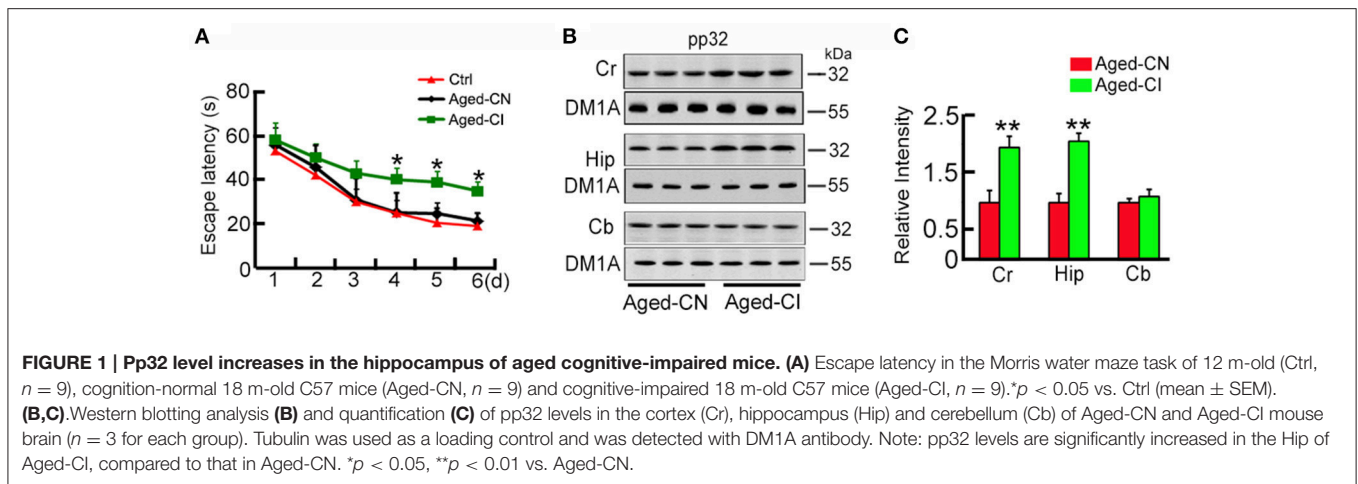 A
B
C
pp32
kDa
Ctrl
Aged-CN
Aged-CI
Escape latency (s)
80
60
40
20
0
* * *
1 2 3 4 5 6(d)
Cr
32
DM1A
55
Hip
32
DM1A
55
Cb
32
DM1A
55
Aged-CN Aged-CI
Aged-CN
Aged-CI
Relative Intensity
2.5
1.5
0.5
0
** **
Cr Hip Cb
FIGURE 1 | Pp32 level increases in the hippocampus of aged cognitive-impaired mice. (A) Escape latency in the Morris water maze task of 12 m-old (Ctrl,
n = 9), cognition-normal 18 m-old C57 mice (Aged-CN, n = 9) and cognitive-impaired 18 m-old C57 mice (Aged-CI, n = 9).*p < 0.05 vs. Ctrl (mean ± SEM).
(B,C).Western blotting analysis (B) and quantification (C) of pp32 levels in the cortex (Cr), hippocampus (Hip) and cerebellum (Cb) of Aged-CN and Aged-CI mouse
brain (n = 3 for each group). Tubulin was used as a loading control and was detected with DM1A antibody. Note: pp32 levels are significantly increased in the Hip of
Aged-CI, compared to that in Aged-CN. *p < 0.05, **p < 0.01 vs. Aged-CN.